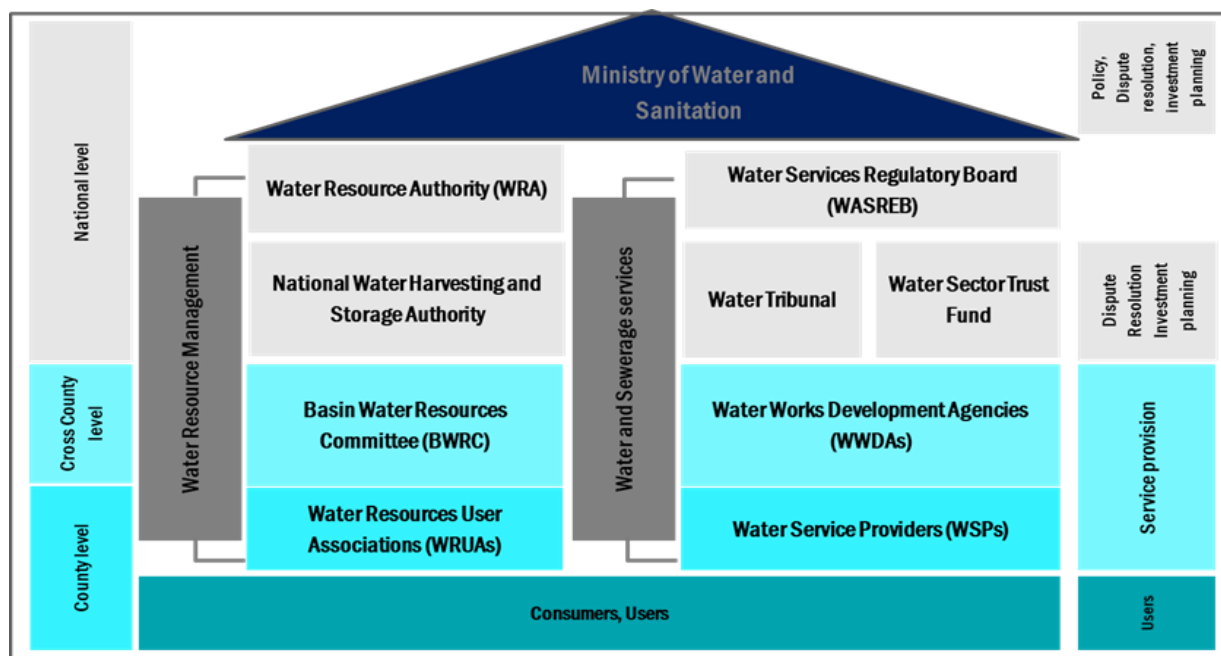 Ministry of Water and
Sanitation
Policy,
Dispute
resolution,
investment
planning
National level
Water Resource Management
Water Resource Authority (WRA)
Water and Sewerage services
Water Services Regulatory Board
(WASREB)
National Water Harvesting and
Storage Authority
Water Tribunal
Water Sector Trust
Fund
Dispute
Resolution
Investment
planning
Cross County
level
Basin Water Resources
Committee (BWRC)
Water Works Development Agencies
(WWDAs)
Service provision
County level
Water Resources User
Associations (WRUAs)
Water Service Providers (WSPs)
Consumers, Users
Users